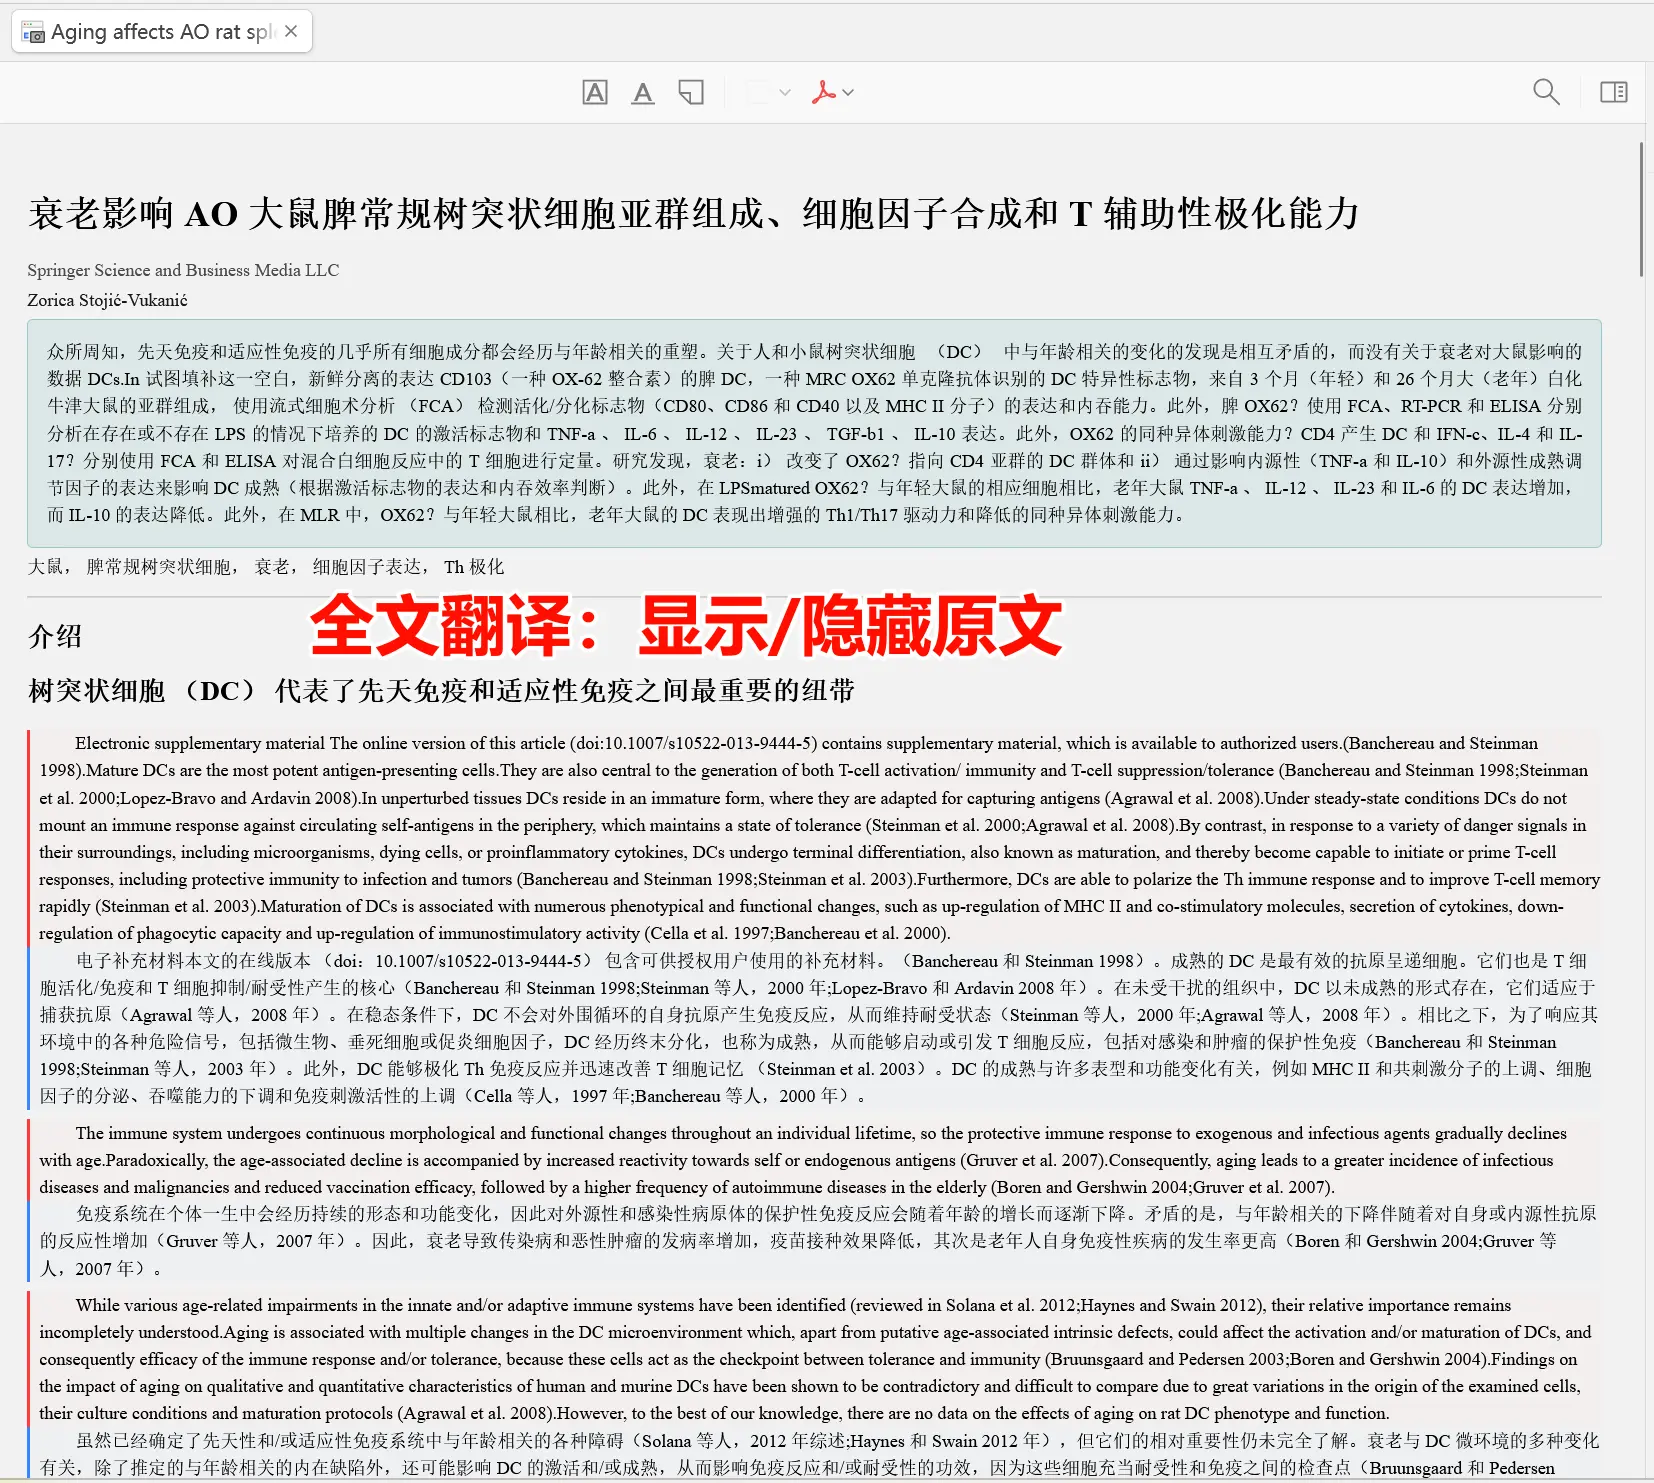 Aging affects AO rat spl
衰老影响 AO 大鼠脾常规树突状细胞亚群组成、细胞因子合成和 T 辅助性极化能力
Springer Science and Business Media LLC
Zorica Stojić-Vukanić
众所周知，先天免疫和适应性免疫的几乎所有细胞成分都会经历与年龄相关的重塑。关于人和小鼠树突状细胞 （DC） 中与年龄相关的变化的发现是相互矛盾的，而没有关于衰老对大鼠影响的
数据 DCs.In 试图填补这一空白，新鲜分离的表达 CD103（一种 OX-62 整合素）的脾 DC，一种 MRC OX62 单克隆抗体识别的 DC 特异性标志物，来自 3 个月（年轻）和 26 个月大（老年）白化
牛津大鼠的亚群组成， 使用流式细胞术分析 （FCA） 检测活化/分化标志物（CD80、CD86 和 CD40 以及 MHC II 分子）的表达和内吞能力。此外，脾 OX62？使用 FCA、RT-PCR 和 ELISA 分别
分析在存在或不存在 LPS 的情况下培养的 DC 的激活标志物和 TNF-a 、 IL-6 、 IL-12 、 IL-23 、 TGF-b1 、 IL-10 表达。此外，OX62 的同种异体刺激能力？CD4 产生 DC 和 IFN-c、IL-4 和 IL-
17？分别使用 FCA 和 ELISA 对混合白细胞反应中的 T 细胞进行定量。研究发现，衰老：i） 改变了 OX62？指向 CD4 亚群的 DC 群体和 ii） 通过影响内源性（TNF-a 和 IL-10）和外源性成熟调
节因子的表达来影响 DC 成熟（根据激活标志物的表达和内吞效率判断）。此外，在 LPSmatured OX62？与年轻大鼠的相应细胞相比，老年大鼠 TNF-a 、 IL-12 、 IL-23 和 IL-6 的 DC 表达增加，
而 IL-10 的表达降低。此外，在 MLR 中，OX62？与年轻大鼠相比，老年大鼠的 DC 表现出增强的 Th1/Th17 驱动力和降低的同种异体刺激能力。
大鼠， 脾常规树突状细胞， 衰老， 细胞因子表达， Th 极化
全文翻译：显示/隐藏原文
介绍
树突状细胞 （DC） 代表了先天免疫和适应性免疫之间最重要的纽带
Electronic supplementary material The online version of this article (doi:10.1007/s10522-013-9444-5) contains supplementary material, which is available to authorized users.(Banchereau and Steinman
1998).Mature DCs are the most potent antigen-presenting cells.They are also central to the generation of both T-cell activation/ immunity and T-cell suppression/tolerance (Banchereau and Steinman 1998;Steinman
et al. 2000;Lopez-Bravo and Ardavin 2008).In unperturbed tissues DCs reside in an immature form, where they are adapted for capturing antigens (Agrawal et al. 2008).Under steady-state conditions DCs do not
mount an immune response against circulating self-antigens in the periphery, which maintains a state of tolerance (Steinman et al. 2000;Agrawal et al. 2008).By contrast, in response to a variety of danger signals in
their surroundings, including microorganisms, dying cells, or proinflammatory cytokines, DCs undergo terminal differentiation, also known as maturation, and thereby become capable to initiate or prime T-cell
responses, including protective immunity to infection and tumors (Banchereau and Steinman 1998;Steinman et al. 2003).Furthermore, DCs are able to polarize the Th immune response and to improve T-cell memory
rapidly (Steinman et al. 2003).Maturation of DCs is associated with numerous phenotypical and functional changes, such as up-regulation of MHC II and co-stimulatory molecules, secretion of cytokines, down-
regulation of phagocytic capacity and up-regulation of immunostimulatory activity (Cella et al. 1997;Banchereau et al. 2000).
电子补充材料本文的在线版本 （doi：10.1007/s10522-013-9444-5） 包含可供授权用户使用的补充材料。（Banchereau 和 Steinman 1998）。成熟的 DC 是最有效的抗原呈递细胞。它们也是 T 细
胞活化/免疫和 T 细胞抑制/耐受性产生的核心（Banchereau 和 Steinman 1998;Steinman 等人，2000 年;Lopez-Bravo 和 Ardavin 2008 年）。在未受干扰的组织中，DC 以未成熟的形式存在，它们适应于
捕获抗原（Agrawal 等人，2008 年）。在稳态条件下，DC 不会对外围循环的自身抗原产生免疫反应，从而维持耐受状态（Steinman 等人，2000 年;Agrawal 等人，2008 年）。相比之下，为了响应其
环境中的各种危险信号，包括微生物、垂死细胞或促炎细胞因子，DC 经历终末分化，也称为成熟，从而能够启动或引发 T 细胞反应，包括对感染和肿瘤的保护性免疫（Banchereau 和 Steinman
1998;Steinman 等人，2003 年）。此外，DC 能够极化 Th 免疫反应并迅速改善 T 细胞记忆 （Steinman et al. 2003）。DC 的成熟与许多表型和功能变化有关，例如 MHC II 和共刺激分子的上调、细胞
因子的分泌、吞噬能力的下调和免疫刺激活性的上调（Cella 等人，1997 年;Banchereau 等人，2000 年）。
The immune system undergoes continuous morphological and functional changes throughout an individual lifetime, so the protective immune response to exogenous and infectious agents gradually declines
with age.Paradoxically, the age-associated decline is accompanied by increased reactivity towards self or endogenous antigens (Gruver et al. 2007).Consequently, aging leads to a greater incidence of infectious
diseases and malignancies and reduced vaccination efficacy, followed by a higher frequency of autoimmune diseases in the elderly (Boren and Gershwin 2004;Gruver et al. 2007).
免疫系统在个体一生中会经历持续的形态和功能变化，因此对外源性和感染性病原体的保护性免疫反应会随着年龄的增长而逐渐下降。矛盾的是，与年龄相关的下降伴随着对自身或内源性抗原
的反应性增加（Gruver 等人，2007 年）。因此，衰老导致传染病和恶性肿瘤的发病率增加，疫苗接种效果降低，其次是老年人自身免疫性疾病的发生率更高（Boren 和 Gershwin 2004;Gruver 等
人，2007 年）。
While various age-related impairments in the innate and/or adaptive immune systems have been identified (reviewed in Solana et al. 2012;Haynes and Swain 2012), their relative importance remains
incompletely understood.Aging is associated with multiple changes in the DC microenvironment which, apart from putative age-associated intrinsic defects, could affect the activation and/or maturation of DCs, and
consequently efficacy of the immune response and/or tolerance, because these cells act as the checkpoint between tolerance and immunity (Bruunsgaard and Pedersen 2003;Boren and Gershwin 2004).Findings on
the impact of aging on qualitative and quantitative characteristics of human and murine DCs have been shown to be contradictory and difficult to compare due to great variations in the origin of the examined cells,
their culture conditions and maturation protocols (Agrawal et al. 2008).However, to the best of our knowledge, there are no data on the effects of aging on rat DC phenotype and function.
虽然已经确定了先天性和/或适应性免疫系统中与年龄相关的各种障碍（Solana 等人，2012 年综述;Haynes 和 Swain 2012 年），但它们的相对重要性仍未完全了解。衰老与 DC 微环境的多种变化
有关，除了推定的与年龄相关的内在缺陷外，还可能影响 DC 的激活和/或成熟，从而影响免疫反应和/或耐受性的功效，因为这些细胞充当耐受性和免疫之间的检查点（Bruunsgaard 和 Pedersen